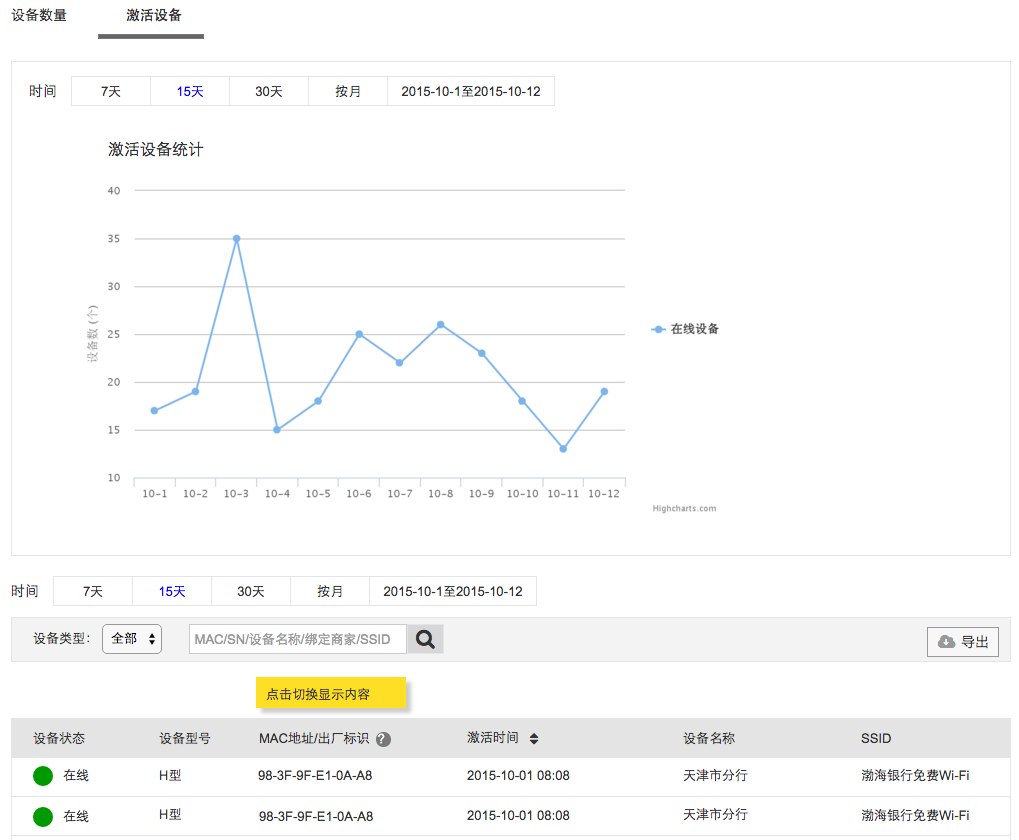 设备数量 激活设备
时间 7天 15天 30天 按月 2015-10-1至2015-10-12
激活设备统计
40
35
30
25
20
15
10
设备数 (个)
在线设备
10-1 10-2 10-3 10-4 10-5 10-6 10-7 10-8 10-9 10-10 10-11 10-12
Highcharts.com
时间 7天 15天 30天 按月 2015-10-1至2015-10-12
设备类型: 全部 MAC/SN/设备名称/绑定商家/SSID 导出
点击切换显示内容
设备状态 设备型号 MAC地址/出厂标识 ? 激活时间 设备名称 SSID
在线 H型 98-3F-9F-E1-0A-A8 2015-10-01 08:08 天津市分行 渤海银行免费Wi-Fi
在线 H型 98-3F-9F-E1-0A-A8 2015-10-01 08:08 天津市分行 渤海银行免费Wi-Fi